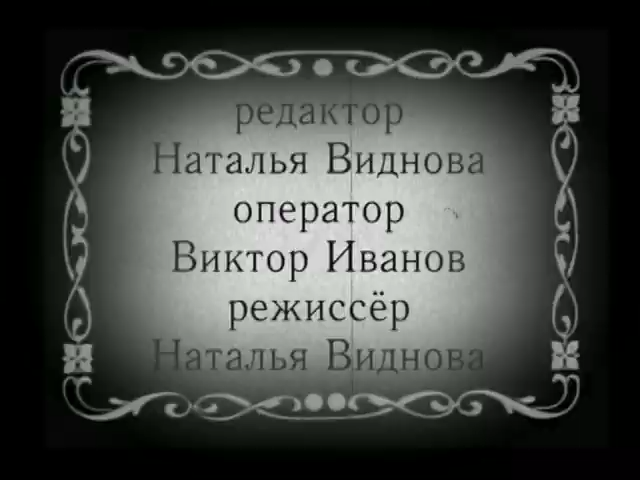 редактор
Наталья Виднова
оператор
Виктор Иванов
режиссёр
Наталья Виднова